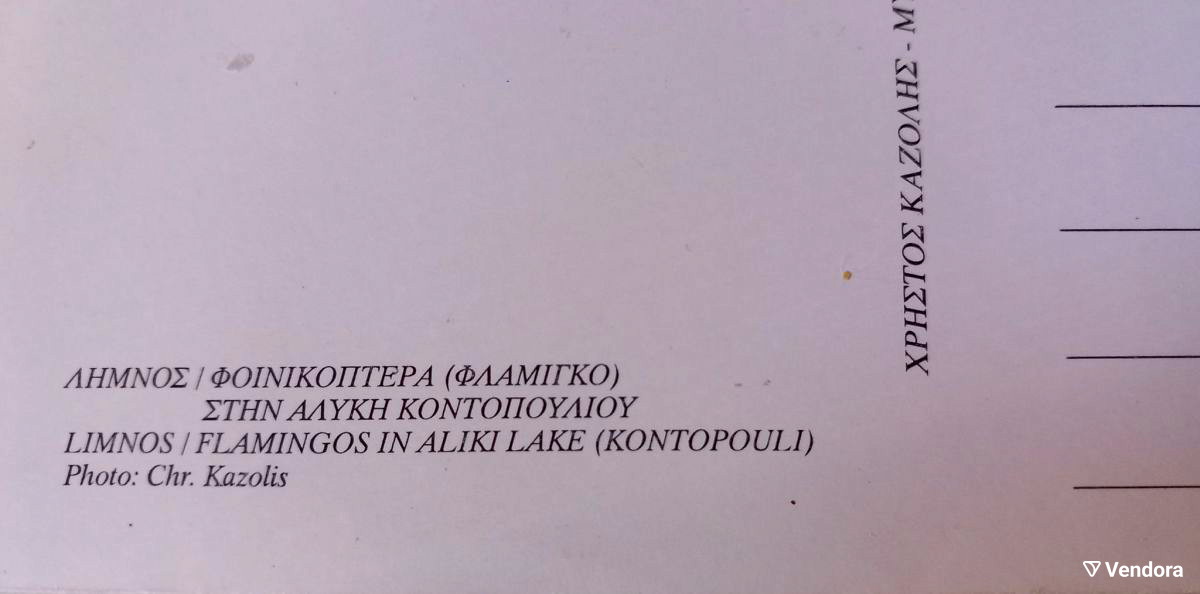 ΛΗΜΝΟΣ / ΦΟΙΝΙΚΟΠΤΕΡΑ (ΦΛΑΜΙΓΚΟ)
ΣΤΗΝ ΑΛΥΚΗ ΚΟΝΤΟΠΟΥΛΙΟΥ
LIMNOS / FLAMINGOS IN ALIKI LAKE (KONTOPOULI)
Photo: Chr. Kazolis
ΧΡΗΣΤΟΣ ΚΑΖΟΛΗΣ -
Vendora